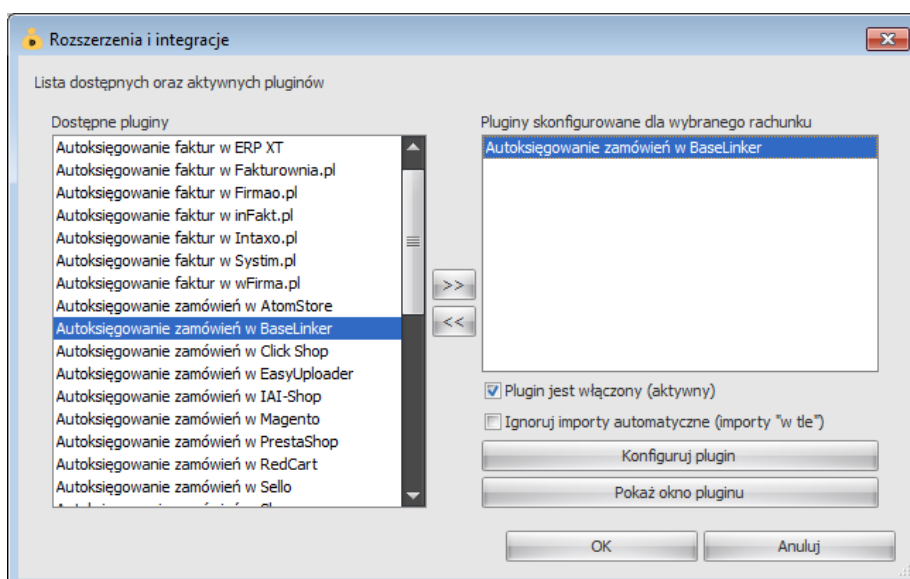 Rozszerzenia i integracje
Lista dostępnych oraz aktywnych pluginów
Dostępne pluginy
Autoksięgowanie faktur w ERP XT
Autoksięgowanie faktur w Fakturownia.pl
Autoksięgowanie faktur w Firmao.pl
Autoksięgowanie faktur w inFakt.pl
Autoksięgowanie faktur w Intaxo.pl
Autoksięgowanie faktur w Systim.pl
Autoksięgowanie faktur w wFirma.pl
Autoksięgowanie zamówień w AtomStore
Autoksięgowanie zamówień w BaseLinker
Autoksięgowanie zamówień w Click Shop
Autoksięgowanie zamówień w EasyUploader
Autoksięgowanie zamówień w IAI-Shop
Autoksięgowanie zamówień w Magento
Autoksięgowanie zamówień w PrestaShop
Autoksięgowanie zamówień w RedCart
Autoksięgowanie zamówień w Sello
>>
<<
Pluginy skonfigurowane dla wybranego rachunku
Autoksięgowanie zamówień w BaseLinker
Plugin jest włączony (aktywny)
Ignoruj importy automatyczne (importy "w tle")
Konfiguruj plugin
Pokaż okno pluginu
OK
Anuluj